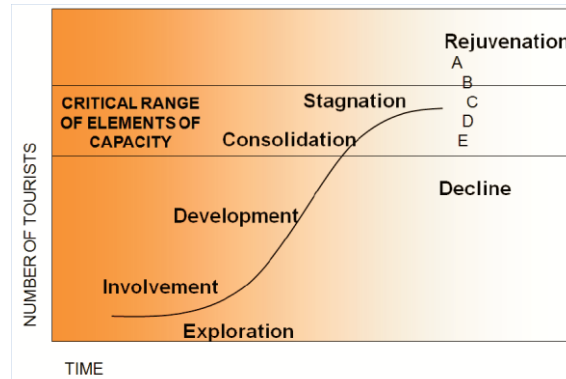 Rejuvenation
A
B
CRITICAL RANGE
OF ELEMENTS OF
CAPACITY
Stagnation
C
D
Consolidation
E
Decline
Development
Involvement
Exploration
NUMBER OF TOURISTS
TIME